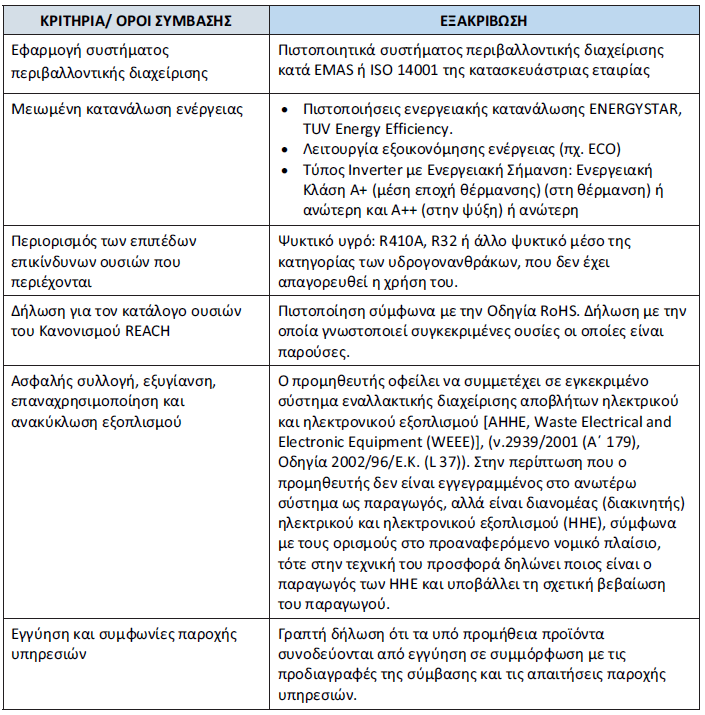 ΚΡΙΤΗΡΙΑ/ ΟΡΟΙ ΣΥΜΒΑΣΗΣ
ΕΞΑΚΡΙΒΩΣΗ
Εφαρμογή συστήματος
περιβαλλοντικής διαχείρισης
Πιστοποιητικά συστήματος περιβαλλοντικής διαχείρισης
κατά EMAS ή ISO 14001 της κατασκευάστριας εταιρίας
Μειωμένη κατανάλωση ενέργειας
• Πιστοποιήσεις ενεργειακής κατανάλωσης ENERGYSTAR,
TUV Energy Efficiency.
• Λειτουργία εξοικονόμησης ενέργειας (πχ. ECO)
• Τύπος Inverter με Ενεργειακή Σήμανση: Ενεργειακή
Κλάση Α+ (μέση εποχή θέρμανσης) (στη θέρμανση) ή
ανώτερη και Α++ (στην ψύξη) ή ανώτερη
Περιορισμός των επιπέδων
επικίνδυνων ουσιών που
περιέχονται
Ψυκτικό υγρό: R410A, R32 ή άλλο ψυκτικό μέσο της
κατηγορίας των υδρογονανθράκων, που δεν έχει
απαγορευθεί η χρήση του.
Δήλωση για τον κατάλογο ουσιών
του Κανονισμού REACH
Πιστοποίηση σύμφωνα με την Οδηγία RoHS. Δήλωση με την
οποία γνωστοποιεί συγκεκριμένες ουσίες οι οποίες είναι
παρούσες.
Ασφαλής συλλογή, εξυγίανση,
επαναχρησιμοποίηση και
ανακύκλωση εξοπλισμού
Ο προμηθευτής οφείλει να συμμετέχει σε εγκεκριμένο
σύστημα εναλλακτικής διαχείρισης αποβλήτων ηλεκτρικού
και ηλεκτρονικού εξοπλισμού [ΑΗΗΕ, Waste Electrical and
Electronic Equipment (WEEE)], (ν.2939/2001 (Α΄ 179),
Οδηγία 2002/96/Ε.Κ. (L 37)). Στην περίπτωση που ο
προμηθευτής δεν είναι εγγεγραμμένος στο ανωτέρω
σύστημα ως παραγωγός, αλλά είναι διανομέας (διακινητής)
ηλεκτρικού και ηλεκτρονικού εξοπλισμού (ΗΗΕ), σύμφωνα
με τους ορισμούς στο προαναφερόμενο νομικό πλαίσιο,
τότε στην τεχνική του προσφορά δηλώνει ποιος είναι ο
παραγωγός των ΗΗΕ και υποβάλλει τη σχετική βεβαίωση
του παραγωγού.
Εγγύηση και συμφωνίες παροχής
υπηρεσιών
Γραπτή δήλωση ότι τα υπό προμήθεια προϊόντα
συνοδεύονται από εγγύηση σε συμμόρφωση με τις
προδιαγραφές της σύμβασης και τις απαιτήσεις παροχής
υπηρεσιών.